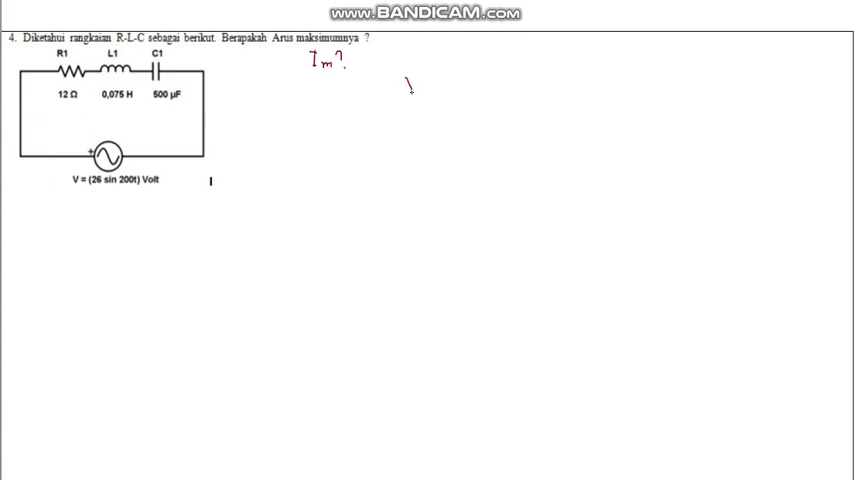 www.BANDICAM.com
4. Diketahui rangkaian R-L-C sebagai berikut. Berapakah Arus maksimumnya ?
R1 L1 C1
Im?
12 Ω 0,075 H 500 µF
+
V = (26 sin 200t) Volt